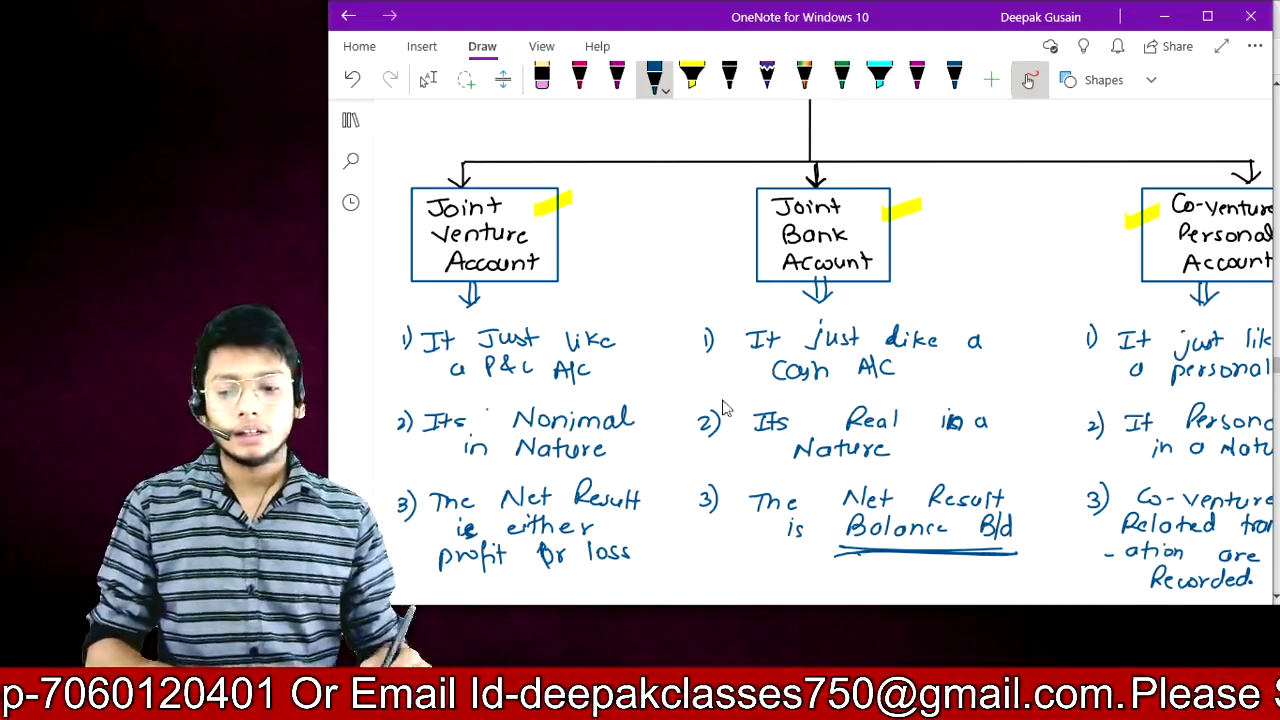 OneNote for Windows 10
Deepak Gusain
Home Insert Draw View Help
Share
Shapes
Joint
Venture
Account
Joint
Bank
Account
Co-venture
Personal
Account
1) It Just like
a P&L A/C
2) Its Nonimal
in Nature
3) The Net Result
is either
profit Or loss
1) It just dike a
Cash A/C
2) Its Real in a
Nature
3) The Net Result
is Balance B/d
1) It just lik
a personal
2) It Persona
in a Natu
3) Co-venture
Related tran
-ation are
Recorded.
p-7060120401 Or Email Id-deepakclasses750@gmail.com.Please S